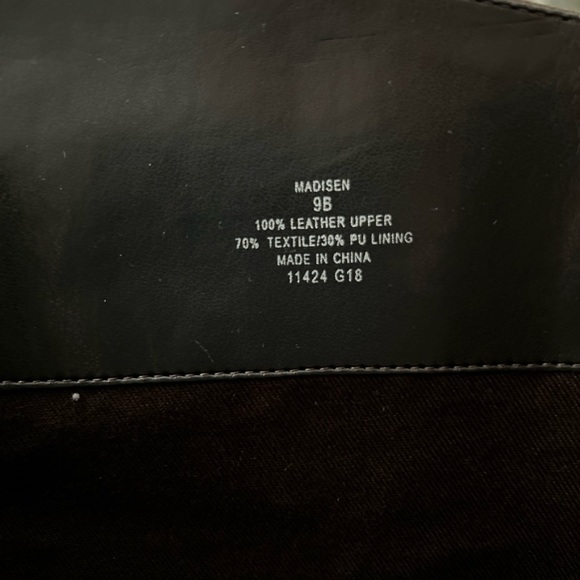 MADISEN
9B
100% LEATHER UPPER
70% TEXTILE/30% PU LINING
MADE IN CHINA
11424 G18